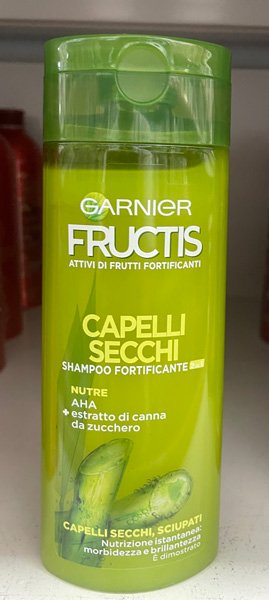 GARNIER
FRUCTIS
ATTIVI DI FRUTTI FORTIFICANTI
CAPELLI
SECCHI
SHAMPOO FORTIFICANTE
NUTRE
AHA
+ estratto di canna
da zucchero
CAPELLI SECCHI, SCIUPATI
Nutrizione istantanea:
morbidezza e brillantezza
È dimostrato